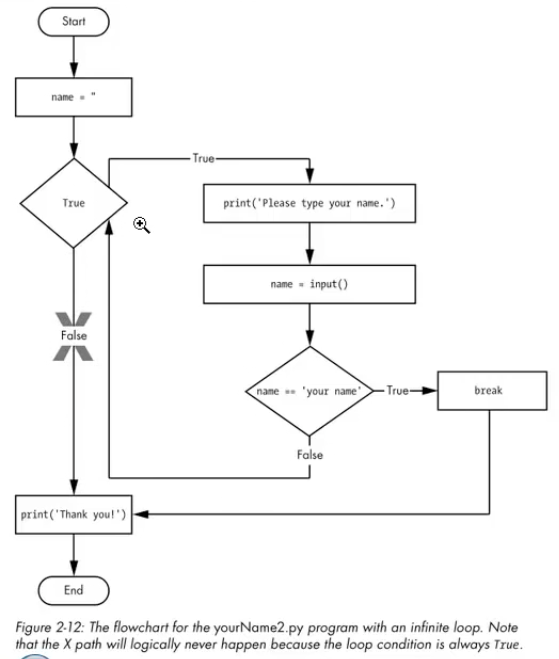 Start
name = "
True
True
print('Please type your name.')
name = input()
False
name == 'your name'
True
break
False
print('Thank you!')
End
Figure 2-12: The flowchart for the yourName2.py program with an infinite loop. Note
that the X path will logically never happen because the loop condition is always True.